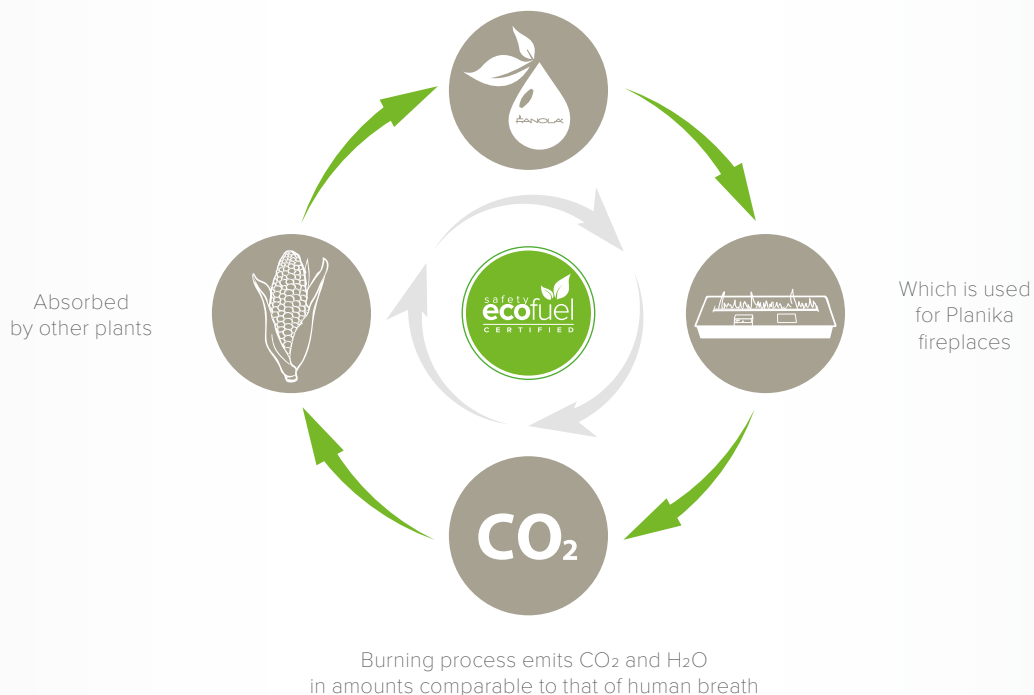 FANOLA
Which is used
for Planika
fireplaces
safety
ecofuel
CERTIFIED
Absorbed
by other plants
CO₂
Burning process emits CO₂ and H₂O
in amounts comparable to that of human breath